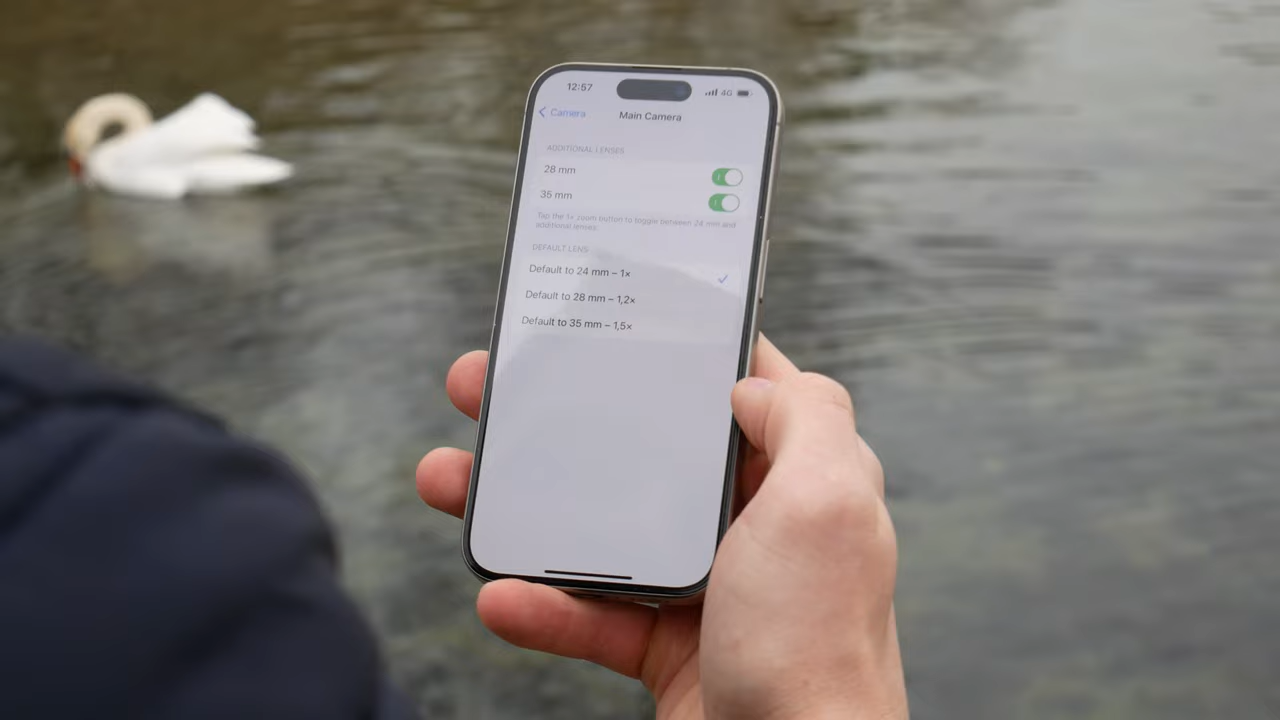 12:57
4G
Camera
Main Camera
ADDITIONAL LENSES
28 mm
35 mm
Tap the 1x zoom button to toggle between 24 mm and
additional lenses.
DEFAULT LENS
Default to 24 mm – 1×
Default to 28 mm – 1,2×
Default to 35 mm – 1,5×